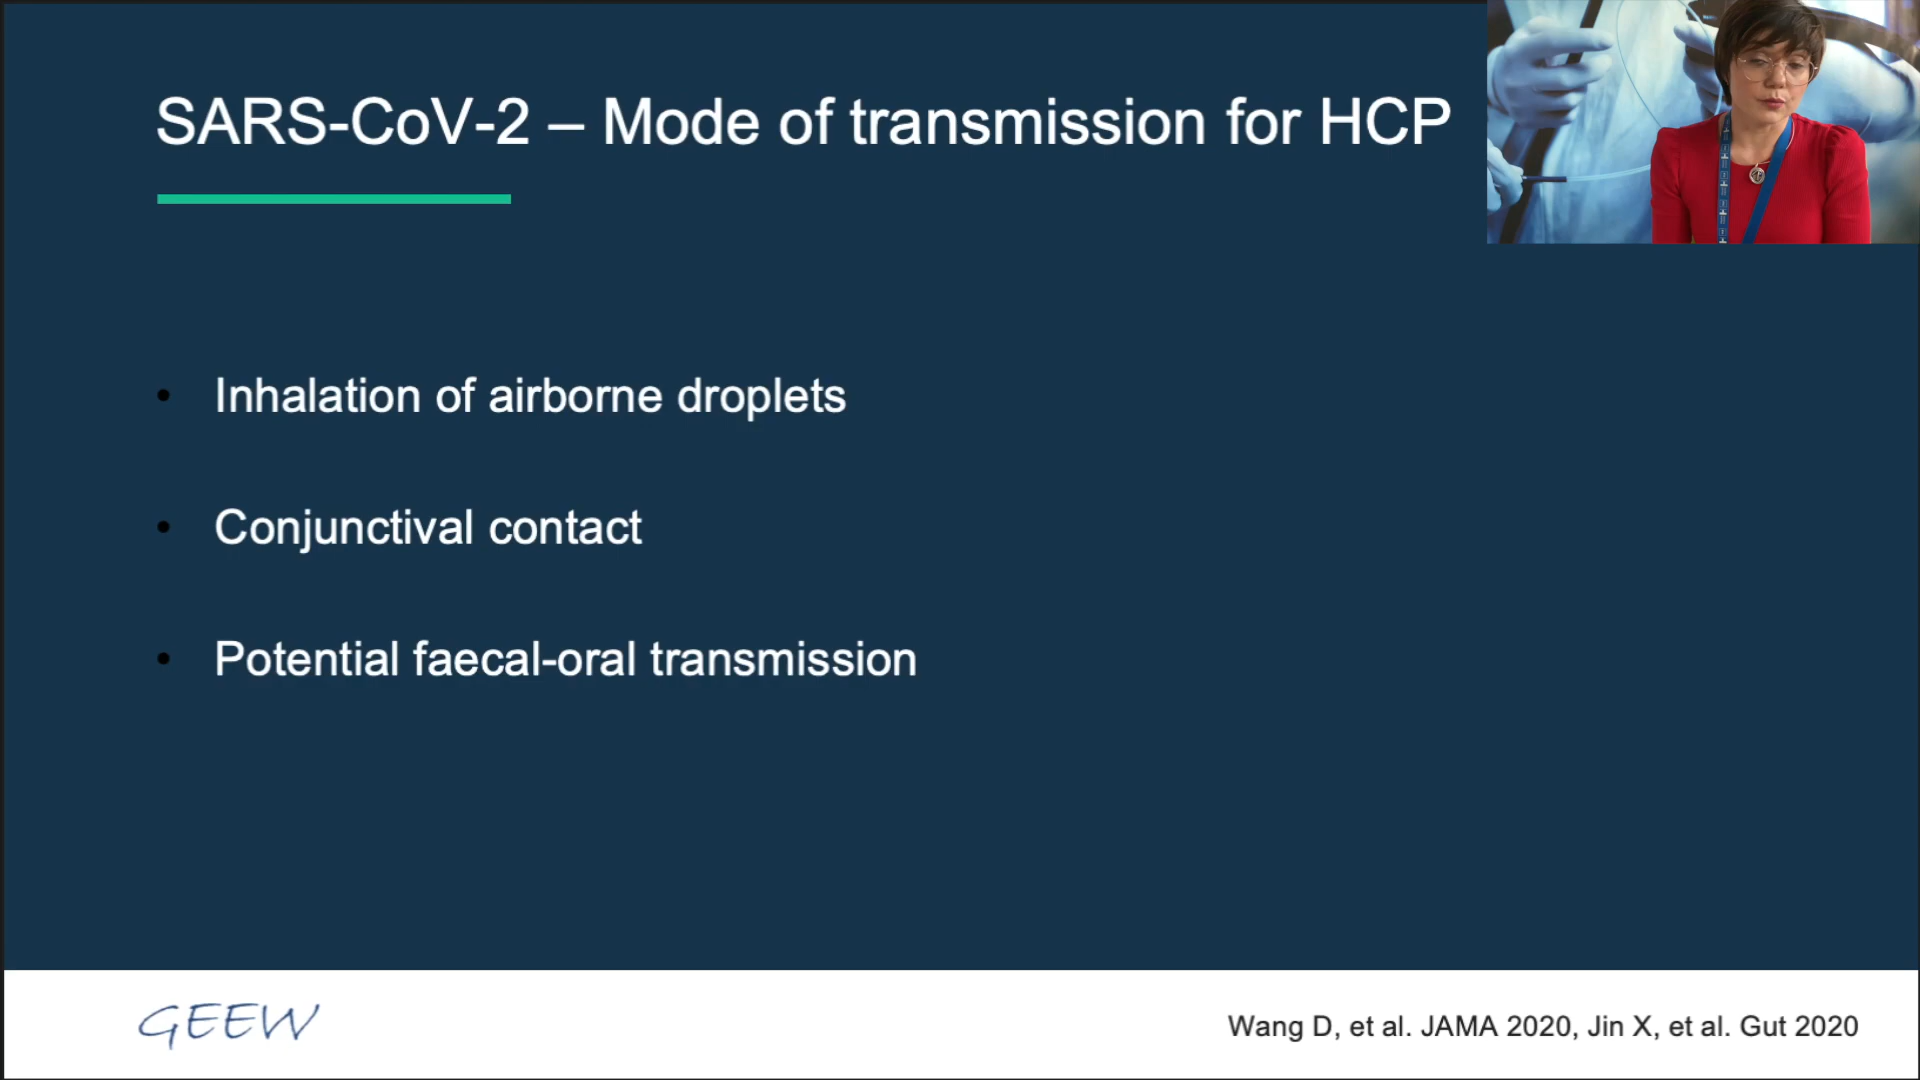 SARS-CoV-2 – Mode of transmission for HCP
• Inhalation of airborne droplets
• Conjunctival contact
• Potential faecal-oral transmission
GEEW
Wang D, et al. JAMA 2020, Jin X, et al. Gut 2020